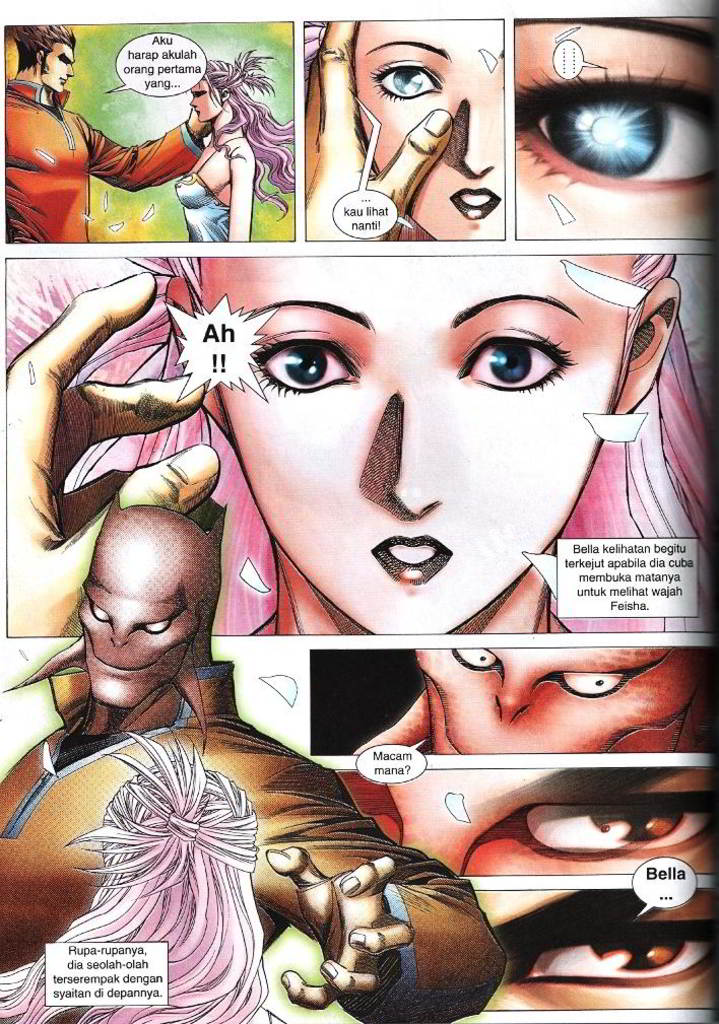 Aku
harap akulah
orang pertama
yang...
...
kau lihat
nanti!
......
Ah
!!
Bella kelihatan begitu
terkejut apabila dia cuba
membuka matanya
untuk melihat wajah
Feisha.
Macam
mana?
Bella
...
Rupa-rupanya,
dia seolah-olah
terserempak dengan
syaitan di depannya.